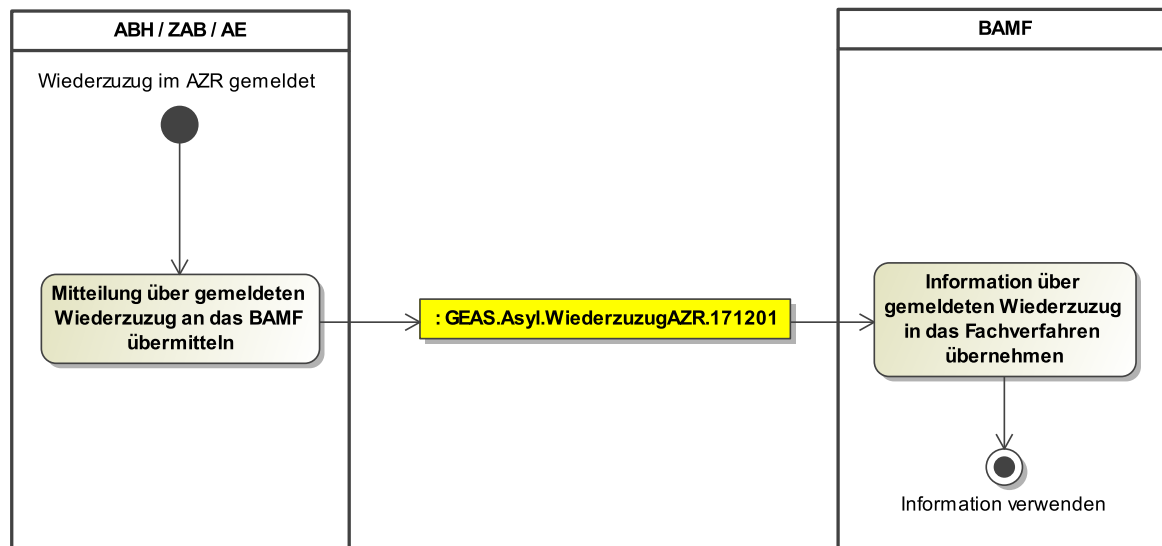 ABH / ZAB / AE
Wiederzuzug im AZR gemeldet
Mitteilung über gemeldeten
Wiederzuzug an das BAMF
übermitteln
: GEAS.Asyl.WiederzuzugAZR.171201
BAMF
Information über
gemeldeten Wiederzuzug
in das Fachverfahren
übernehmen
Information verwenden